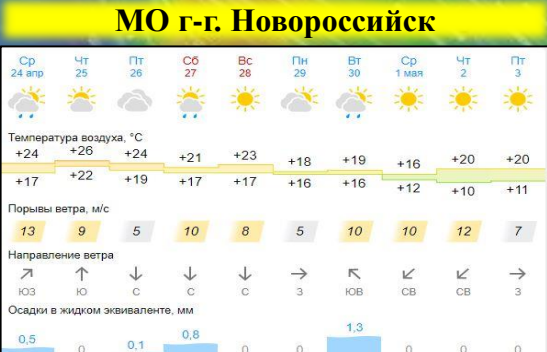 МО г-г. Новороссийск
Ср Чт Пт Сб Вс Пн Вт Ср Чт Пт
24 апр 25 26 27 28 29 30 1 мая 2 3
Температура воздуха, °C
+24 +26 +24 +21 +23 +18 +19 +16 +20 +20
+17 +22 +19 +17 +17 +16 +16 +12 +10 +11
Порывы ветра, м/с
13 9 5 10 8 5 10 10 12 7
Направление ветра
ЮЗ Ю С С С З ЮВ СВ СВ З
Осадки в жидком эквиваленте, мм
0,5 0 0,1 0,8 0 0 1,3 0 0 0